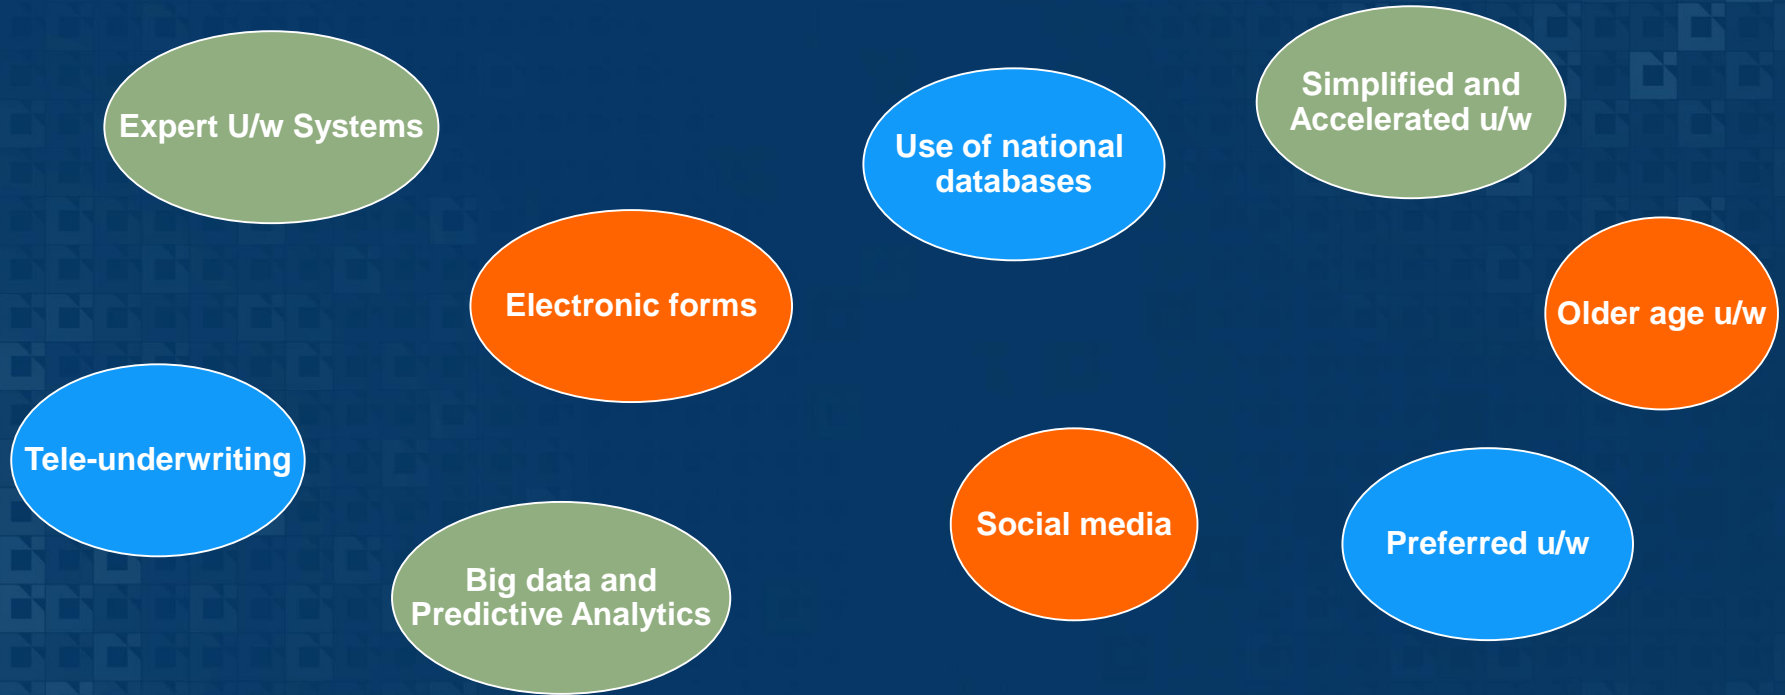 Expert U/w Systems
Use of national
databases
Simplified and
Accelerated u/w
Electronic forms
Older age u/w
Tele-underwriting
Social media
Preferred u/w
Big data and
Predictive Analytics